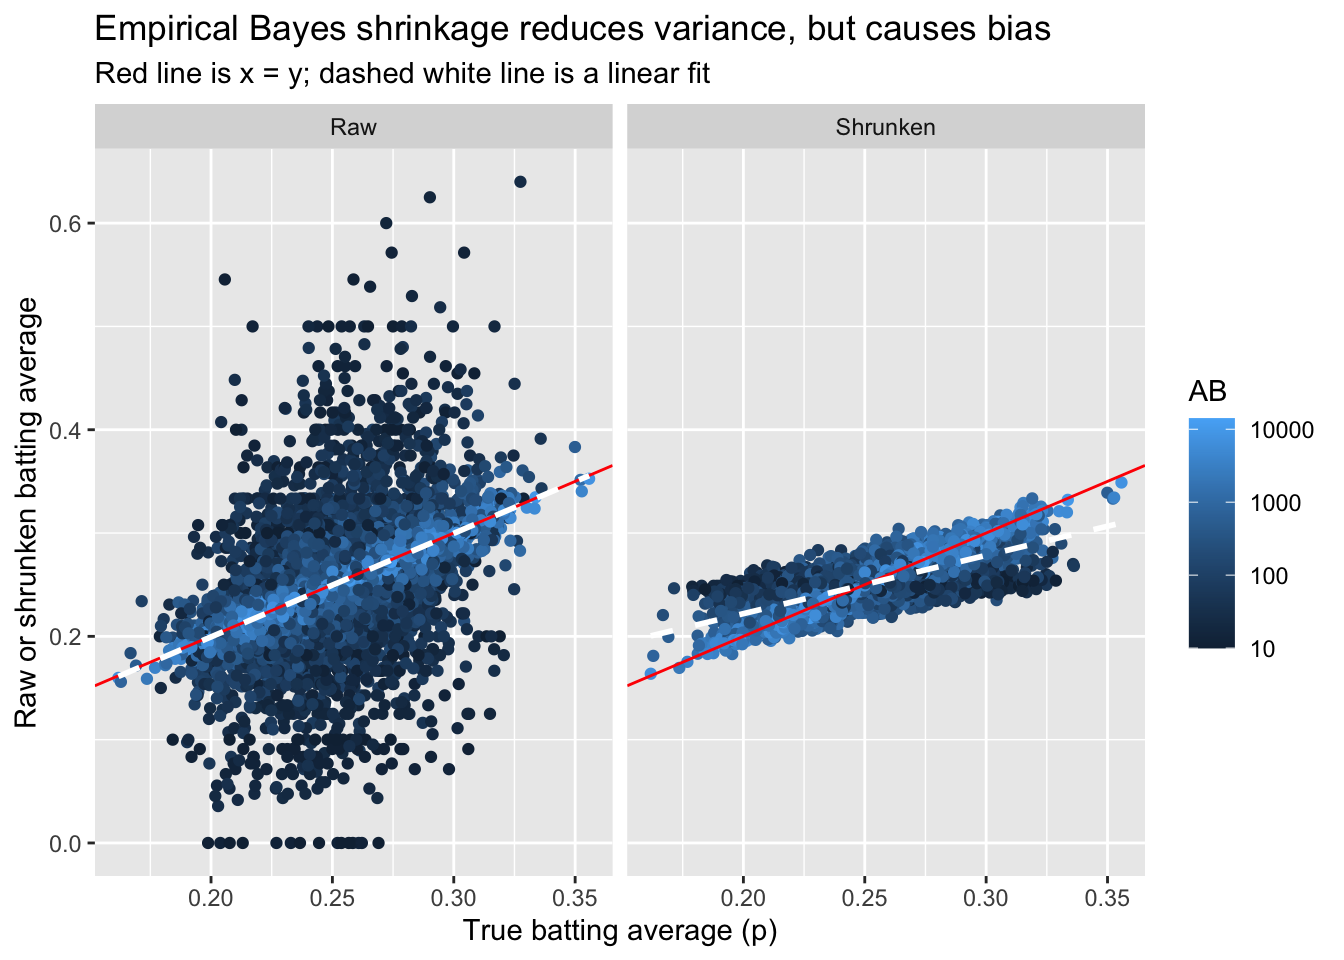 Empirical Bayes shrinkage reduces variance, but causes bias
Red line is x = y; dashed white line is a linear fit
Raw
Shrunken
Raw or shrunken batting average
0.6
0.4
0.2
0.0
0.20
0.25
0.30
0.35
0.20
0.25
0.30
0.35
True batting average (p)
AB
10000
1000
100
10